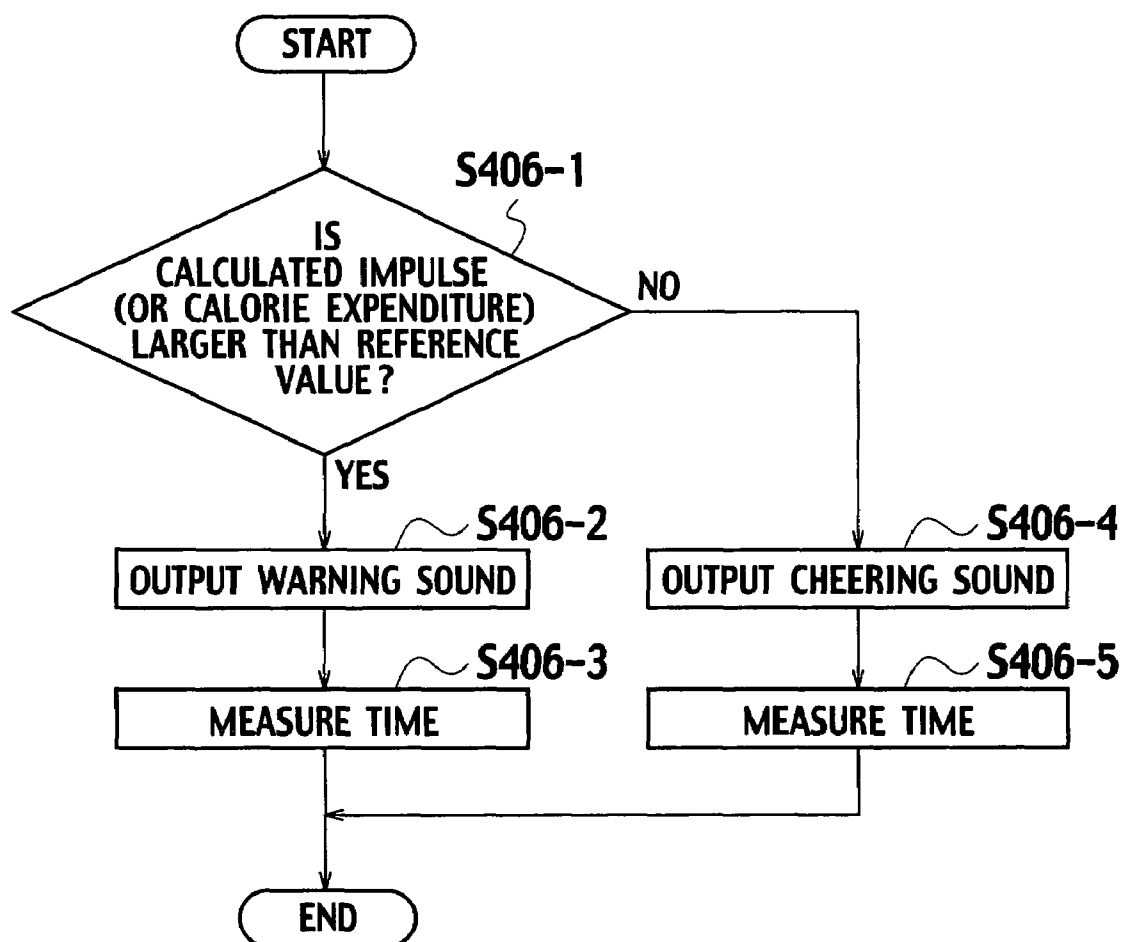 START
S406-1
IS
CALCULATED IMPULSE
(OR CALORIE EXPENDITURE)
LARGER THAN REFERENCE
VALUE?
NO
YES
S406-2
OUTPUT WARNING SOUND
S406-4
OUTPUT CHEERING SOUND
S406-3
MEASURE TIME
S406-5
MEASURE TIME
END